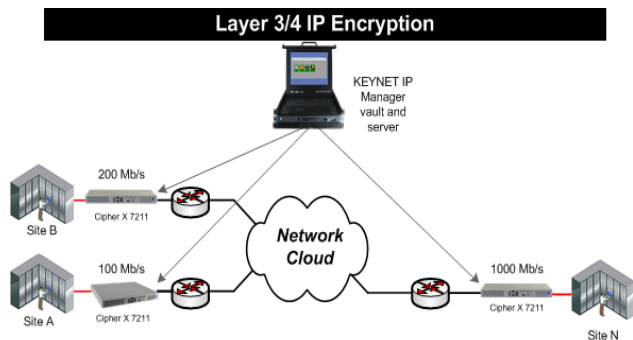 Layer 3/4 IP Encryption
KEYNET IP
Manager
vault and
server
200 Mb/s
Cipher X 7211
Site B
Network
Cloud
100 Mb/s
Cipher X 7211
Site A
1000 Mb/s
Cipher X 7211
Site N